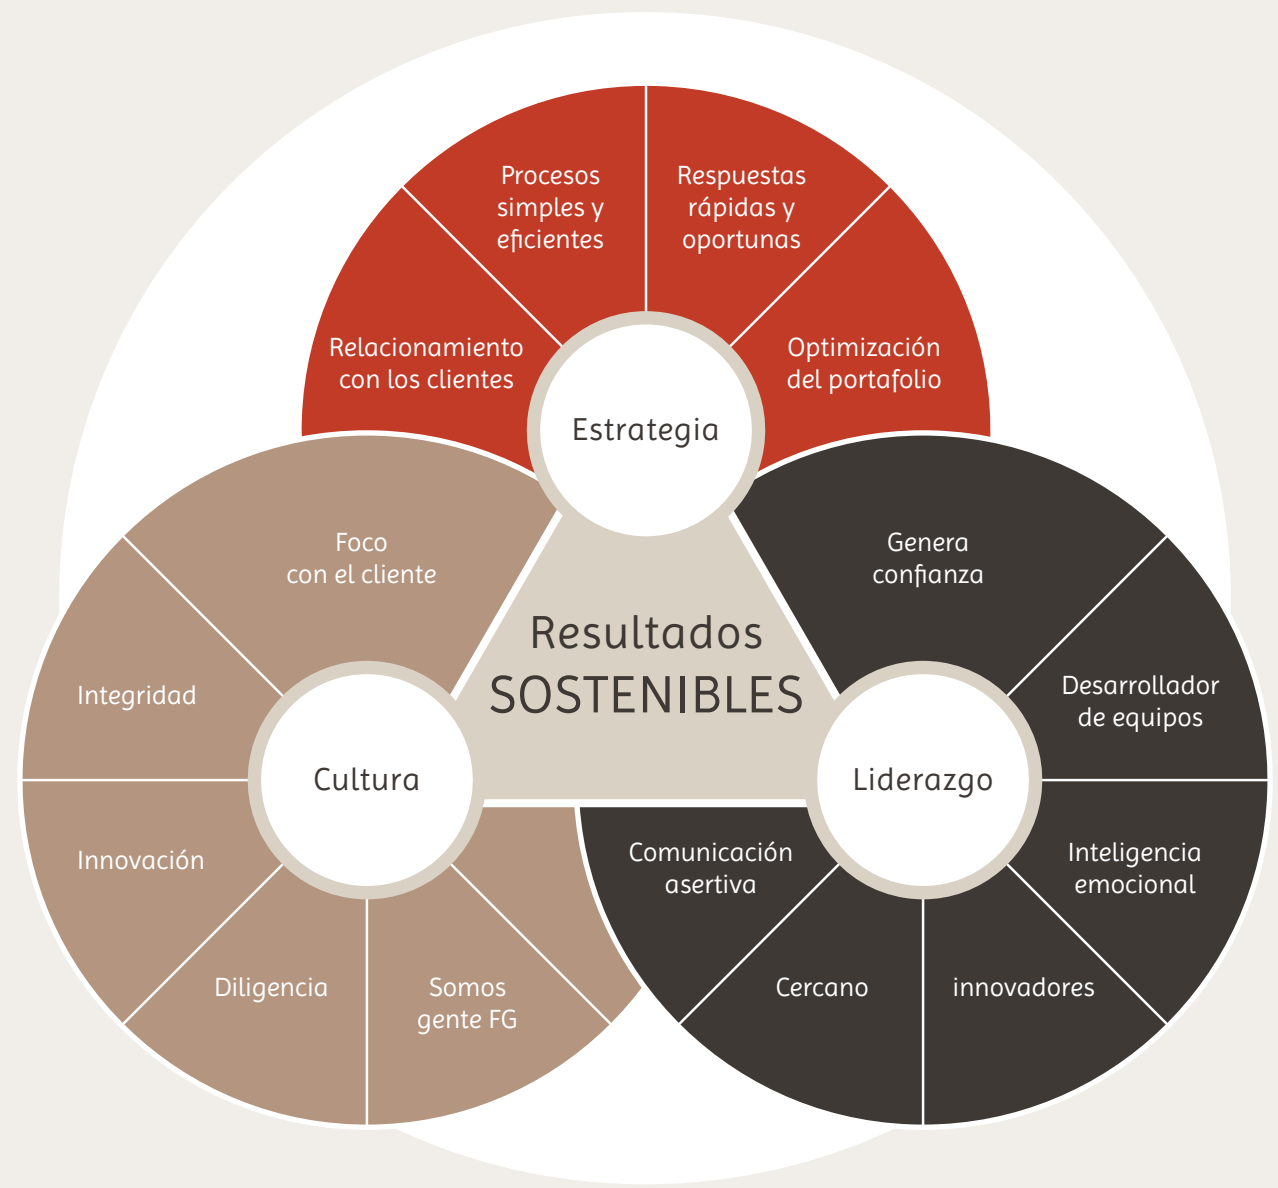 Procesos
simples y
eficientes
Respuestas
rápidas y
oportunas
Relacionamiento
con los clientes
Optimización
del portafolio
Estrategia
Foco
con el cliente
Genera
confianza
Resultados
SOSTENIBLES
Integridad
Desarrollador
de equipos
Cultura
Liderazgo
Innovación
Comunicación
asertiva
Inteligencia
emocional
Diligencia
Somos
gente FG
Cercano
innovadores